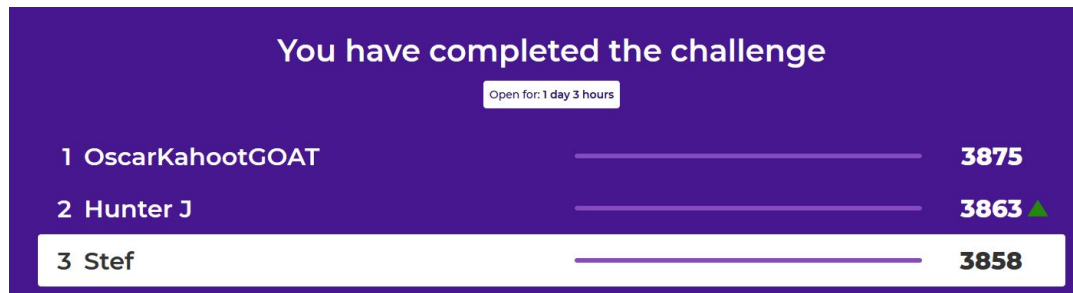 You have completed the challenge
Open for: 1 day 3 hours
1 OscarKahootGOAT 3875
2 Hunter J 3863
3 Stef 3858